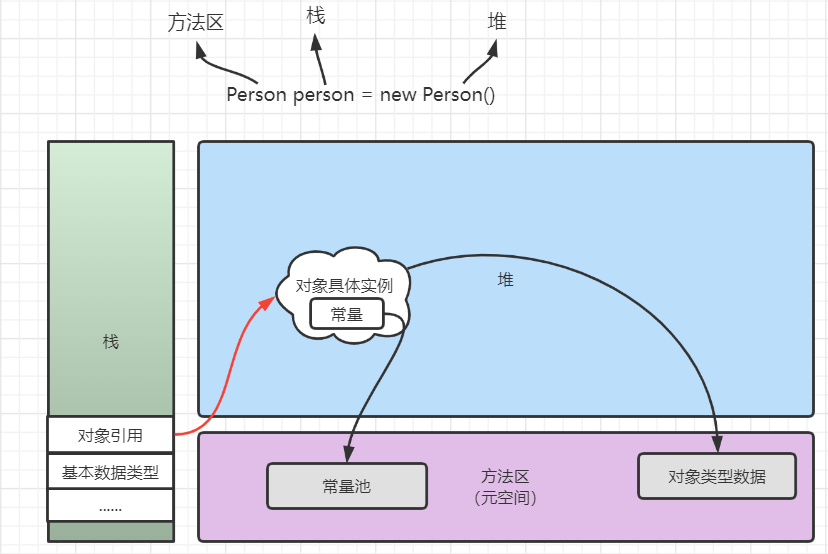 方法区
栈
堆
Person person = new Person()
对象具体实例
常量
堆
栈
对象引用
基本数据类型
......
常量池
方法区
(元空间)
对象类型数据